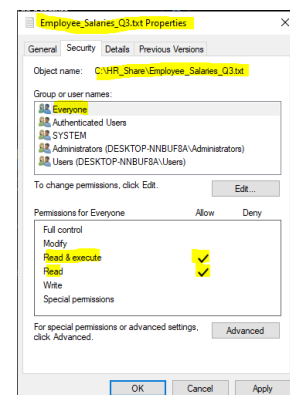 Employee_Salaries_Q3.txt Properties
General Security Details Previous Versions
Object name: C:\HR_Share\Employee_Salaries_Q3.txt
Group or user names:
Everyone
Authenticated Users
SYSTEM
Administrators (DESKTOP-NNBUF8A\Administrators)
Users (DESKTOP-NNBUF8A\Users)
To change permissions, click Edit.
Edit...
Permissions for Everyone Allow Deny
Full control
Modify
Read & execute
Read
Write
Special permissions
For special permissions or advanced settings,
click Advanced.
Advanced
OK Cancel Apply